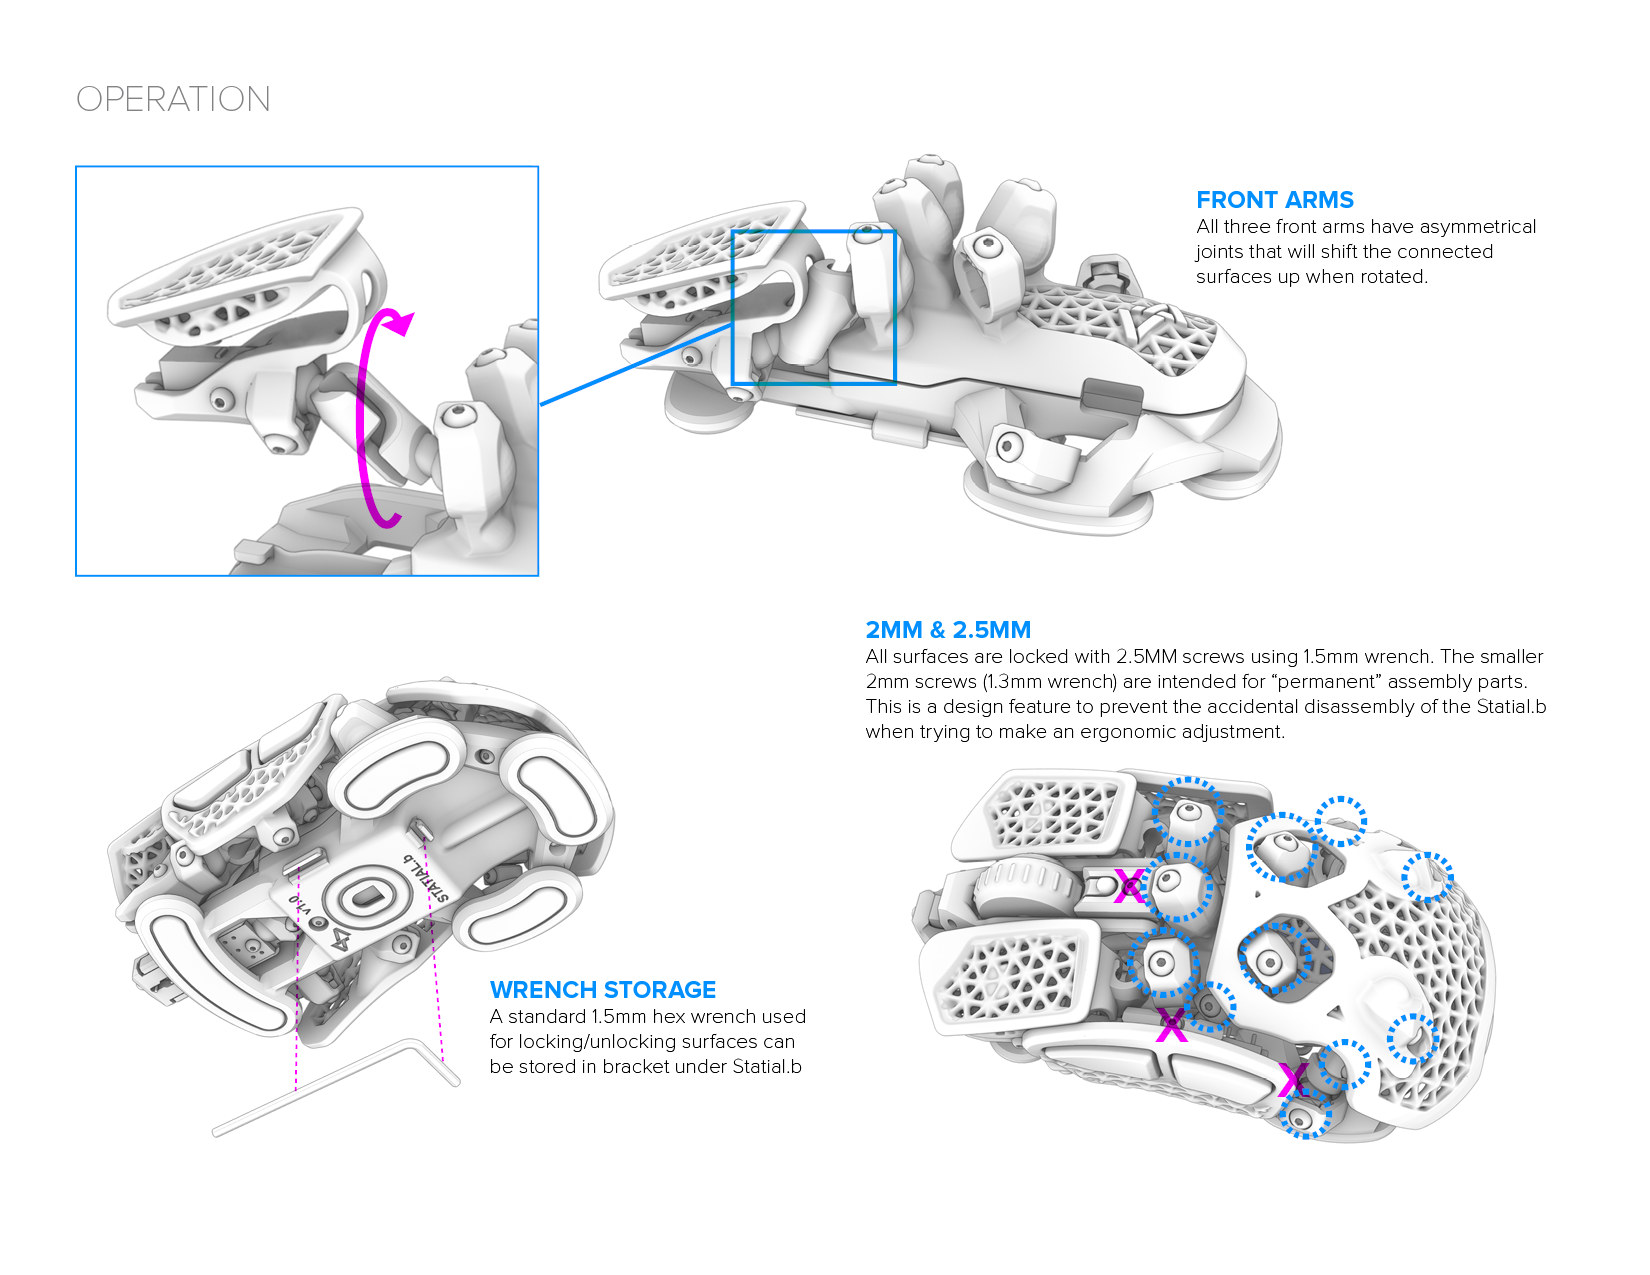 OPERATION
FRONT ARMS
All three front arms have asymmetrical
joints that will shift the connected
surfaces up when rotated.
2MM & 2.5MM
All surfaces are locked with 2.5MM screws using 1.5mm wrench. The smaller
2mm screws (1.3mm wrench) are intended for “permanent” assembly parts.
This is a design feature to prevent the accidental disassembly of the Statial.b
when trying to make an ergonomic adjustment.
STATIAL.b
v1.0
X
X
X
WRENCH STORAGE
A standard 1.5mm hex wrench used
for locking/unlocking surfaces can
be stored in bracket under Statial.b